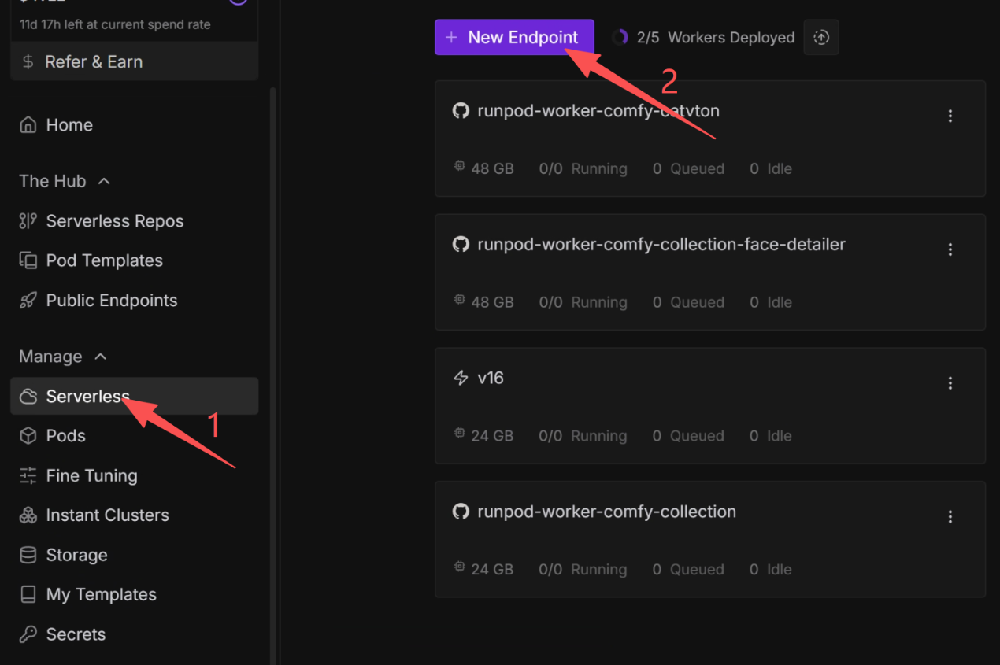 11d 17h left at current spend rate
Refer & Earn
Home
The Hub
Serverless Repos
Pod Templates
Public Endpoints
Manage
Serverless
1
Pods
Fine Tuning
Instant Clusters
Storage
My Templates
Secrets
+ New Endpoint
2/5 Workers Deployed
2
runpod-worker-comfy-catvton
48 GB 0/0 Running 0 Queued 0 Idle
runpod-worker-comfy-collection-face-detailer
48 GB 0/0 Running 0 Queued 0 Idle
v16
24 GB 0/0 Running 0 Queued 0 Idle
runpod-worker-comfy-collection
24 GB 0/0 Running 0 Queued 0 Idle